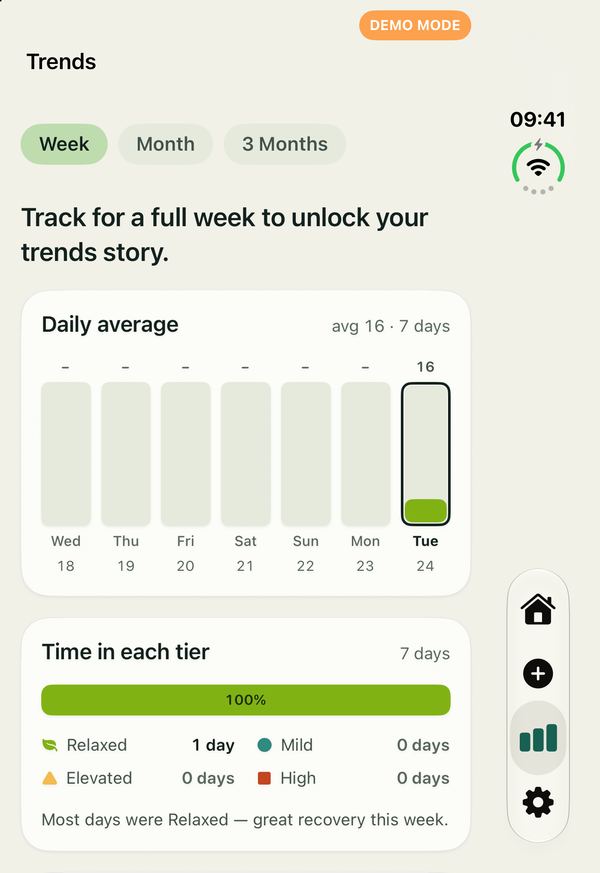 DEMO MODE
Trends
09:41
Week Month 3 Months
Track for a full week to unlock your
trends story.
Daily average avg 16 · 7 days
– – – – – – 16
Wed Thu Fri Sat Sun Mon Tue
18 19 20 21 22 23 24
Time in each tier 7 days
100%
Relaxed 1 day Mild 0 days
Elevated 0 days High 0 days
Most days were Relaxed — great recovery this week.